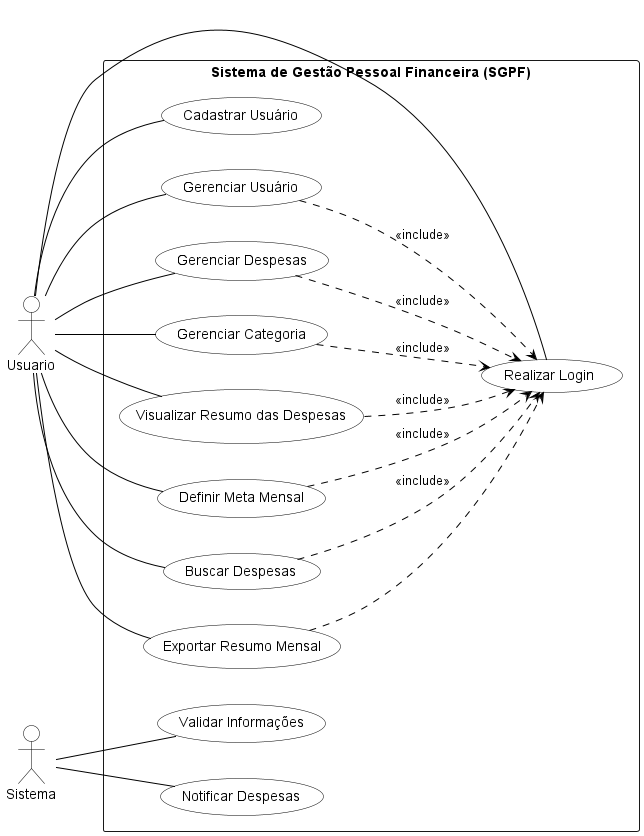 Sistema de Gestão Pessoal Financeira (SGPF)
Cadastrar Usuário
Gerenciar Usuário
«include»
Gerenciar Despesas
«include»
Gerenciar Categoria
«include»
Usuario
Realizar Login
«include»
Visualizar Resumo das Despesas
«include»
Definir Meta Mensal
«include»
Buscar Despesas
Exportar Resumo Mensal
Validar Informações
Sistema
Notificar Despesas